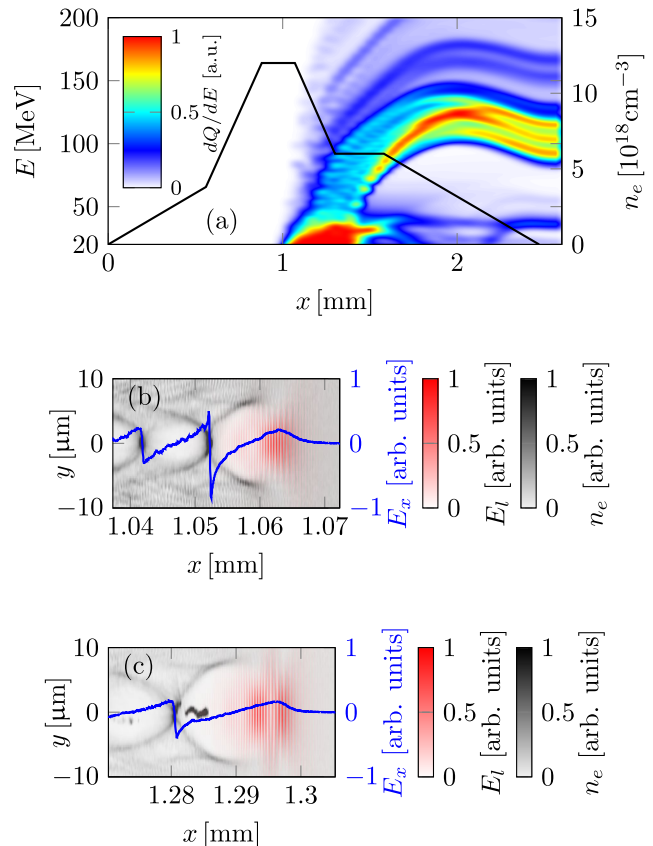 200
150
100
50
20
E [MeV]
1
0.5
0
dQ/dE [a.u.]
(a)
15
10
5
0
n_e [10^18 cm^−3]
0
1
2
x [mm]
10
0
−10
y [µm]
(b)
1
0
−1
E_x [arb. units]
1
0.5
0
E_l [arb. units]
1
0.5
0
n_e [arb. units]
1.04
1.05
1.06
1.07
x [mm]
10
0
−10
y [µm]
(c)
1
0
−1
E_x [arb. units]
1
0.5
0
E_l [arb. units]
1
0.5
0
n_e [arb. units]
1.28
1.29
1.3
x [mm]